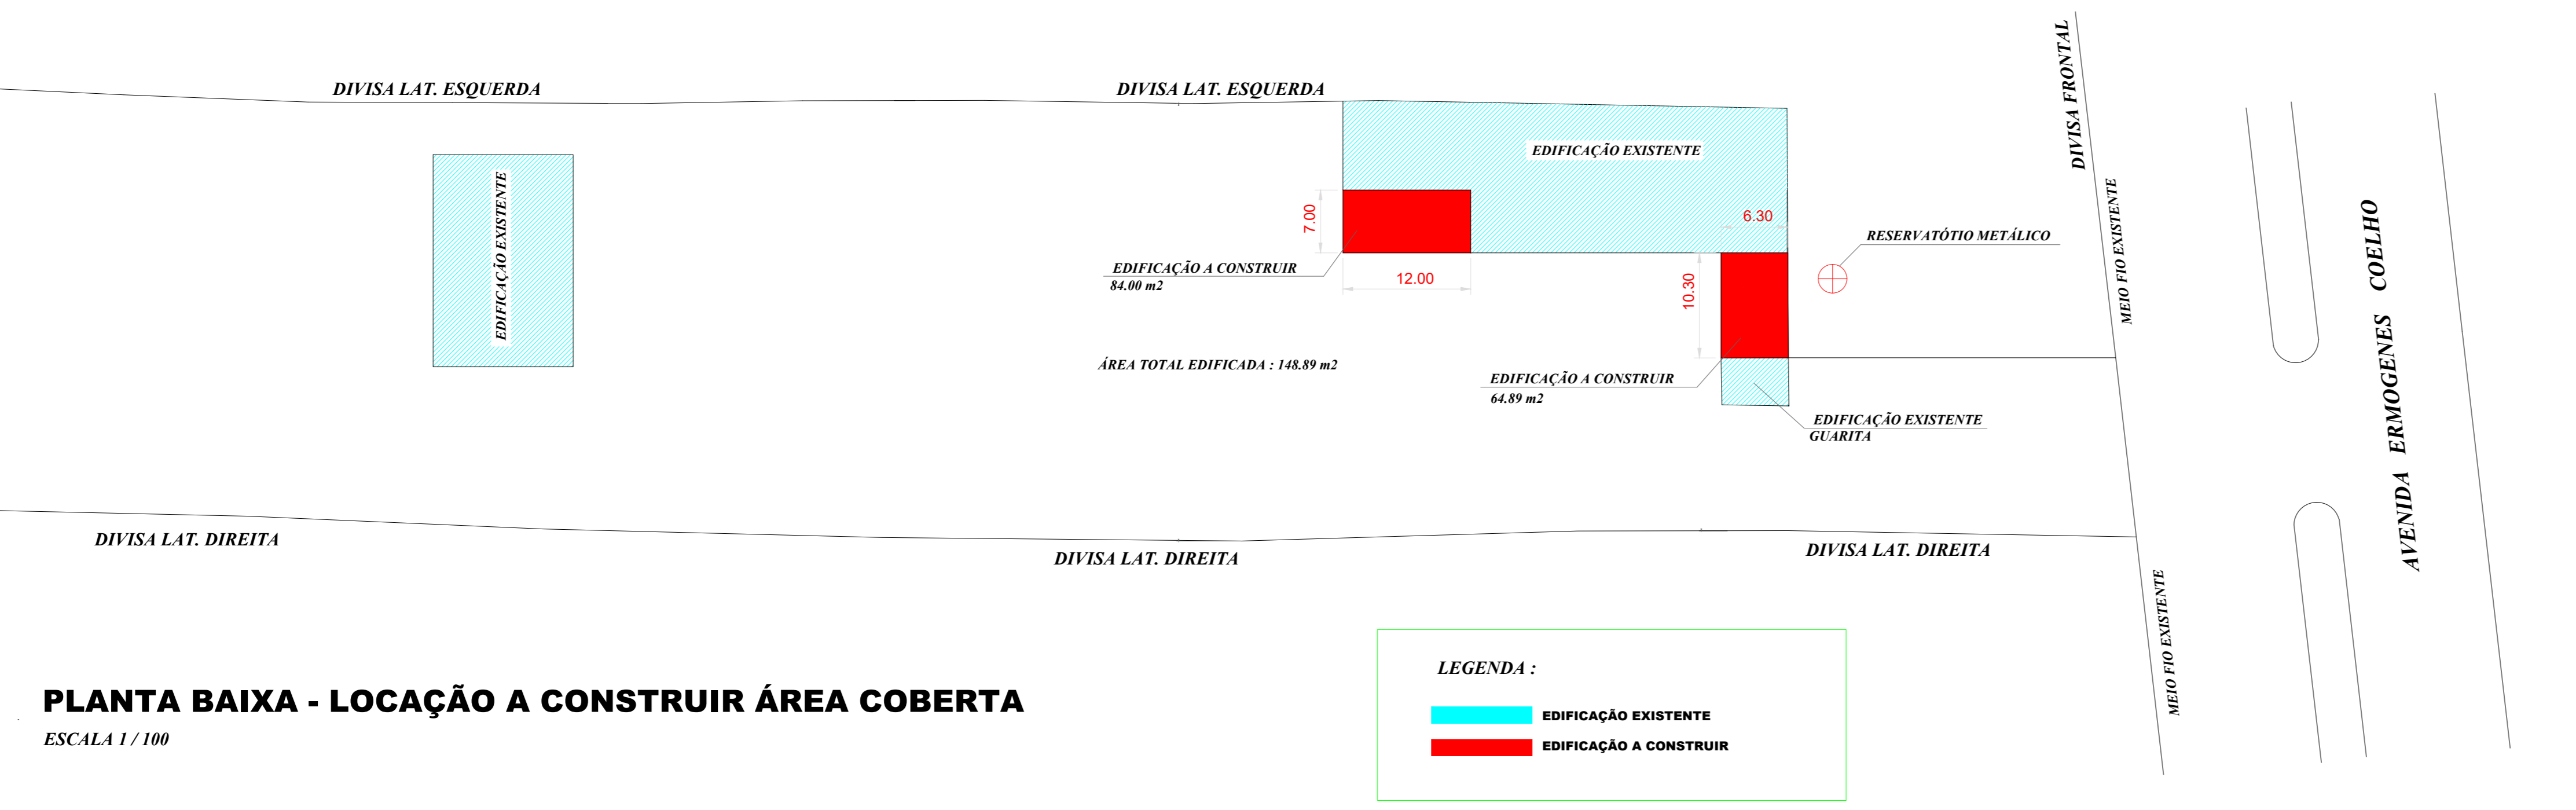 DIVISA LAT. ESQUERDA
DIVISA LAT. ESQUERDA
DIVISA FRONTAL
EDIFICAÇÃO EXISTENTE
EDIFICAÇÃO EXISTENTE
MEIO FIO EXISTENTE
AVENIDA ERMOGENES COELHO
7.00
6.30
RESERVATÓTIO METÁLICO
EDIFICAÇÃO A CONSTRUIR
84.00 m2
12.00
10.30
ÁREA TOTAL EDIFICADA : 148.89 m2
EDIFICAÇÃO A CONSTRUIR
64.89 m2
EDIFICAÇÃO EXISTENTE
GUARITA
DIVISA LAT. DIREITA
DIVISA LAT. DIREITA
DIVISA LAT. DIREITA
MEIO FIO EXISTENTE
PLANTA BAIXA - LOCAÇÃO A CONSTRUIR ÁREA COBERTA
ESCALA 1 / 100
LEGENDA :
EDIFICAÇÃO EXISTENTE
EDIFICAÇÃO A CONSTRUIR